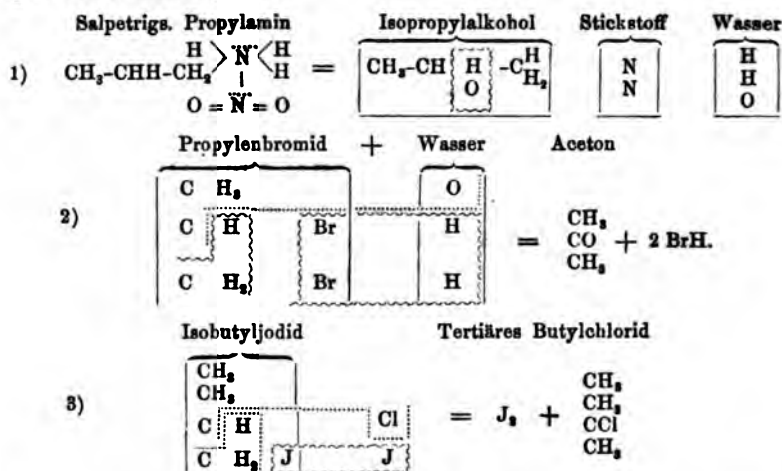 Salpetrigs. Propylamin Isopropylalkohol Stickstoff Wasser
H H H
1) CH₃-CHH-CH₂ N H = CH₃-CH H -CH H₂ N H
O N H
O = N = O O
Propylenbromid + Wasser Aceton
C H₃ O
2) C H Br H = CH₃ CO CH₃ + 2 BrH.
C H₂ Br H
Isobutyljodid Tertiäres Butylchlorid
CH₃
CH₃
3) C H Cl = J₂ + CH₃ CH₃ CCl CH₃
C H₂ J J